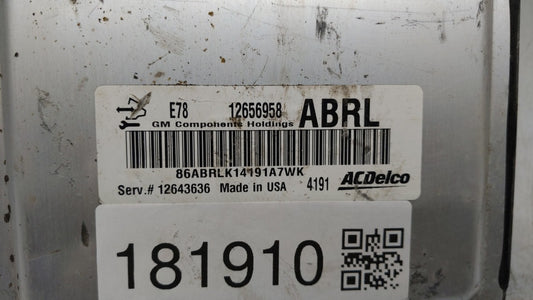 E78 12656958 ABRL
GM Components Holdings
86ABRLK14191A7WK
Serv.# 12643636 Made in USA 4191 ACDelco
181910